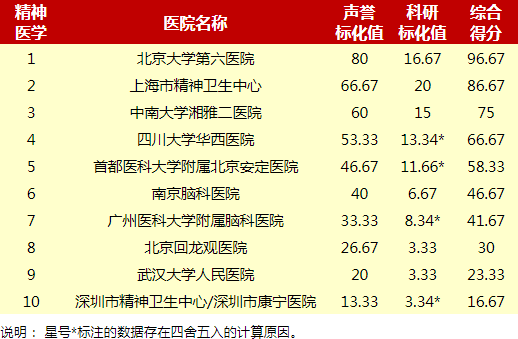 精神医学 医院名称 声誉标化值 科研标化值 综合得分
1 北京大学第六医院 80 16.67 96.67
2 上海市精神卫生中心 66.67 20 86.67
3 中南大学湘雅二医院 60 15 75
4 四川大学华西医院 53.33 13.34* 66.67
5 首都医科大学附属北京安定医院 46.67 11.66* 58.33
6 南京脑科医院 40 6.67 46.67
7 广州医科大学附属脑科医院 33.33 8.34* 41.67
8 北京回龙观医院 26.67 3.33 30
9 武汉大学人民医院 20 3.33 23.33
10 深圳市精神卫生中心/深圳市康宁医院 13.33 3.34* 16.67
说明： 星号*标注的数据存在四舍五入的计算原因。